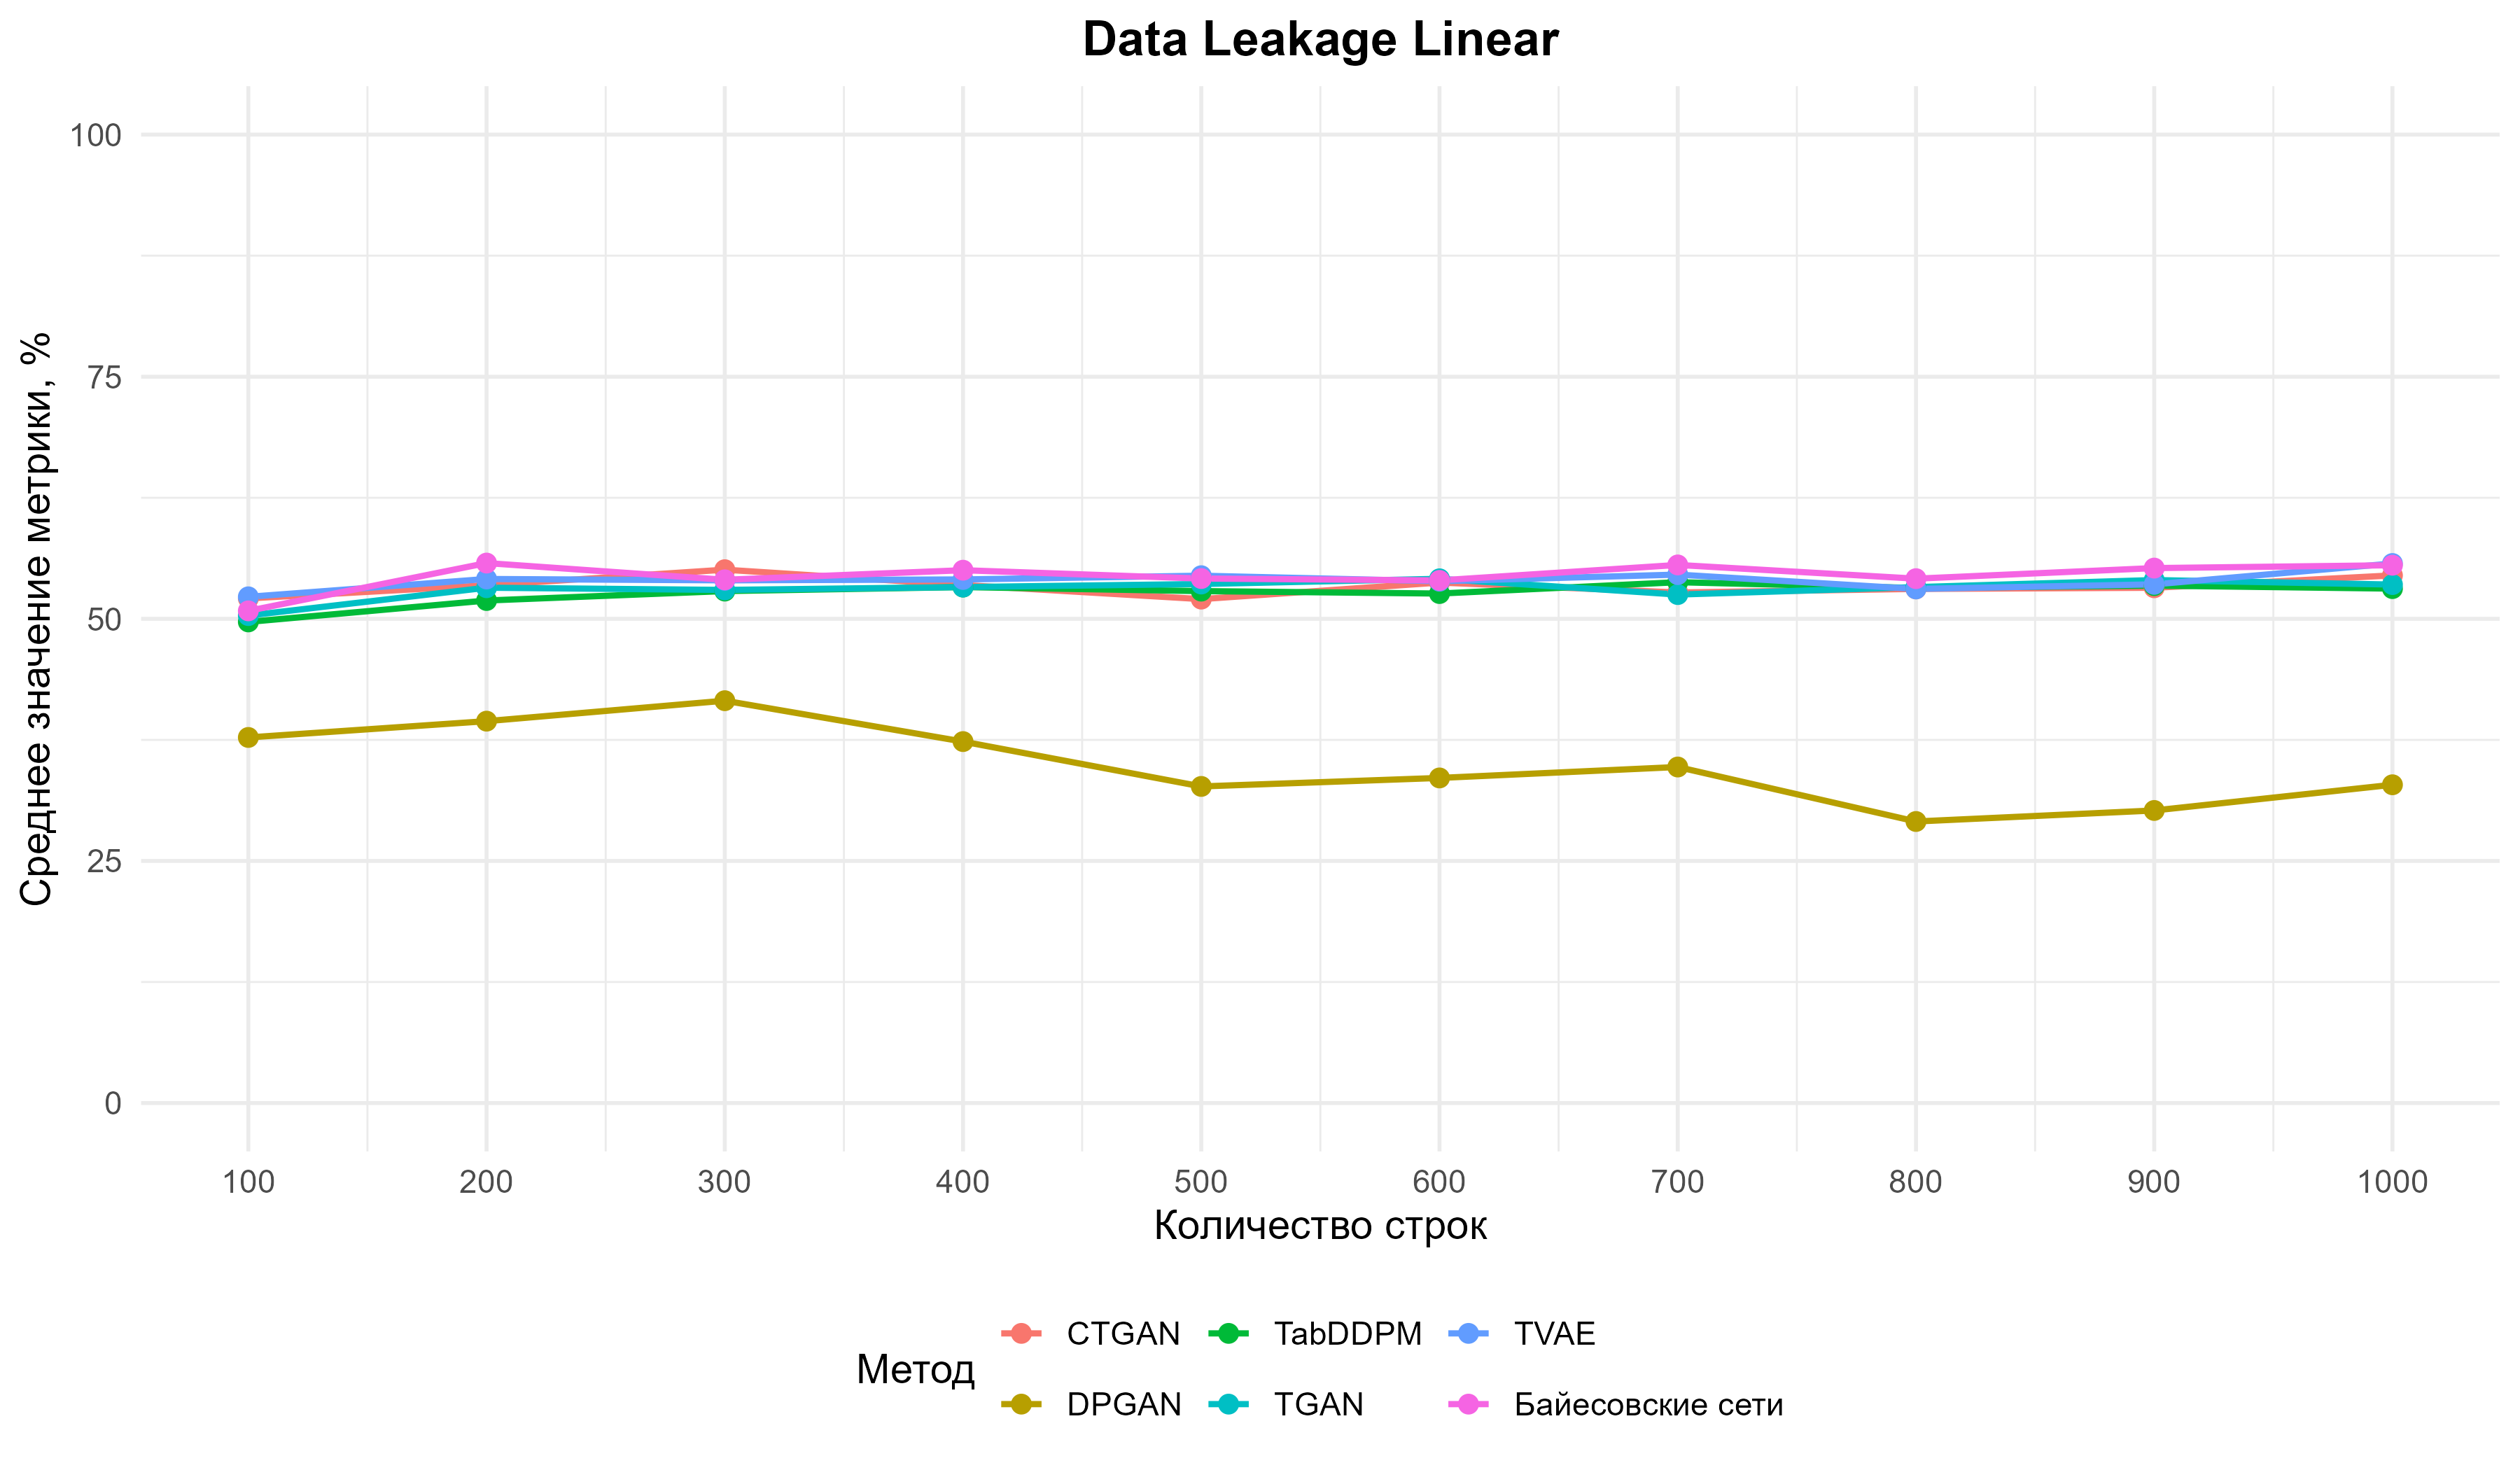 Data Leakage Linear
Среднее значение метрики, %
100
75
50
25
0
100 200 300 400 500 600 700 800 900 1000
Количество строк
Метод
CTGAN TabDDPM TVAE
DPGAN TGAN Байесовские сети